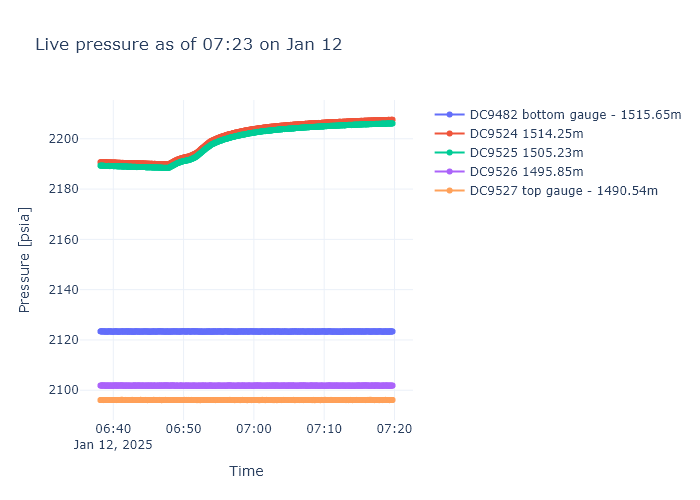 Live pressure as of 07:23 on Jan 12
DC9482 bottom gauge - 1515.65m
DC9524 1514.25m
DC9525 1505.23m
DC9526 1495.85m
DC9527 top gauge - 1490.54m
Pressure [psia]
2200
2180
2160
2140
2120
2100
06:40 06:50 07:00 07:10 07:20
Jan 12, 2025
Time